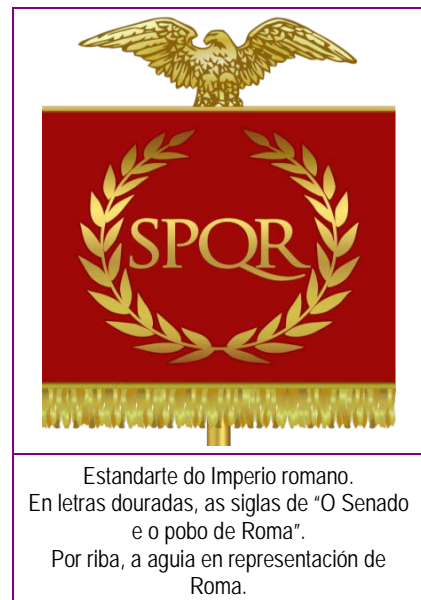 SPQR
Estandarte do Imperio romano.
En letras douradas, as siglas de "O Senado
e o pobo de Roma".
Por riba, a aguia en representación de
Roma.